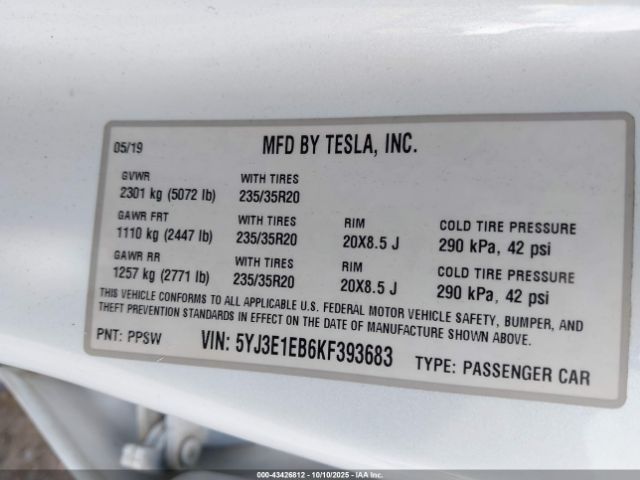 05/19 MFD BY TESLA, INC.
GVWR WITH TIRES
2301 kg (5072 lb) 235/35R20
GAWR FRT WITH TIRES RIM COLD TIRE PRESSURE
1110 kg (2447 lb) 235/35R20 20X8.5 J 290 kPa, 42 psi
GAWR RR WITH TIRES RIM COLD TIRE PRESSURE
1257 kg (2771 lb) 235/35R20 20X8.5 J 290 kPa, 42 psi
THIS VEHICLE CONFORMS TO ALL APPLICABLE U.S. FEDERAL MOTOR VEHICLE SAFETY, BUMPER, AND
THEFT PREVENTION STANDARDS IN EFFECT ON THE DATE OF MANUFACTURE SHOWN ABOVE.
PNT: PPSW VIN: 5YJ3E1EB6KF393683 TYPE: PASSENGER CAR
000-43426812 - 10/10/2025 - IAA Inc.